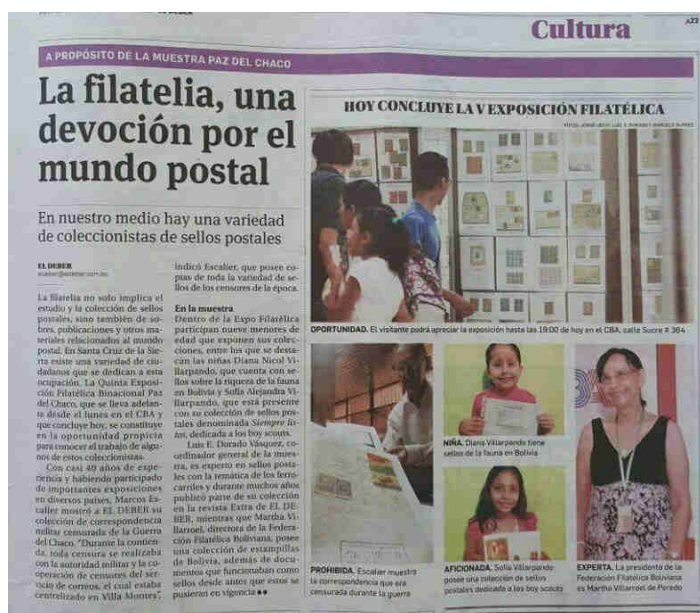 EL DEBER
Cultura
A22
A PROPÓSITO DE LA MUESTRA PAZ DEL CHACO
La filatelia, una
devoción por el
mundo postal
En nuestro medio hay una variedad
de coleccionistas de sellos postales
EL DEBER
La filatelia no solo implica el
estudio y la colección de sellos
postales, sino también de so-
bres, publicaciones y otros ma-
teriales relacionados al mundo
postal. En Santa Cruz de la Sie-
rra existe una variedad de ciu-
dadanos que se dedican a esta
ocupación. La Quinta Exposi-
ción Filatélica Binacional Paz
del Chaco, que se lleva adelan-
te desde el lunes en el CBA y
que concluye hoy, se constituye
en la oportunidad propicia
para conocer el trabajo de algu-
nos de estos coleccionistas.
Con casi 40 años de expe-
riencia y habiendo participado
de importantes exposiciones
en diversos países, Marcos Es-
calier mostró a EL DEBER su
colección de correspondencia
militar censurada de la Guerra
del Chaco. "Durante la contien-
da, toda censura se realizaba
con la autoridad militar y la co-
operación de censores del ser-
vicio de correos, el cual estaba
centralizado en Villa Montes",
indicó Escalier, que posee co-
pias de toda la variedad de se-
llos de los censores de la época.
En la muestra
Dentro de la Expo Filatélica
participan nueve menores de
edad que exponen sus colec-
ciones, entre los que se desta-
can las niñas Diana Nicol Vi-
llarpando, que cuenta con se-
llos sobre la riqueza de la fauna
en Bolivia y Sofía Alejandra Vi-
llarpando, que está presente
con su colección de sellos pos-
tales denominada Siempre lis-
tos, dedicada a los boy scouts.
Luis E. Dorado Vásquez, co-
ordinador general de la mues-
tra, es experto en sellos posta-
les con la temática de los ferro-
carriles y durante muchos años
publicó parte de su colección
en la revista Extra de EL DE-
BER, mientras que Martha Vi-
llarroel, directora de la Federa-
ción Filatélica Boliviana, posee
una colección de estampillas
de Bolivia, además de docu-
mentos que funcionaban como
sellos desde antes que estos se
pusieran en vigencia
HOY CONCLUYE LA V EXPOSICIÓN FILATÉLICA
OPORTUNIDAD. El visitante podrá apreciar la exposición hasta las 19:00 de hoy en el CBA, calle Sucre # 364
PROHIBIDA. Escalier muestra
la correspondencia que era
censurada durante la guerra
NIÑA. Diana Villarpando tiene
sellos de la fauna en Bolivia
AFICIONADA. Sofía Villarpando
posee una colección de sellos
postales dedicada a los boy scouts
EXPERTA. La presidenta de la
Federación Filatélica Boliviana
es Martha Villarroel de Peredo